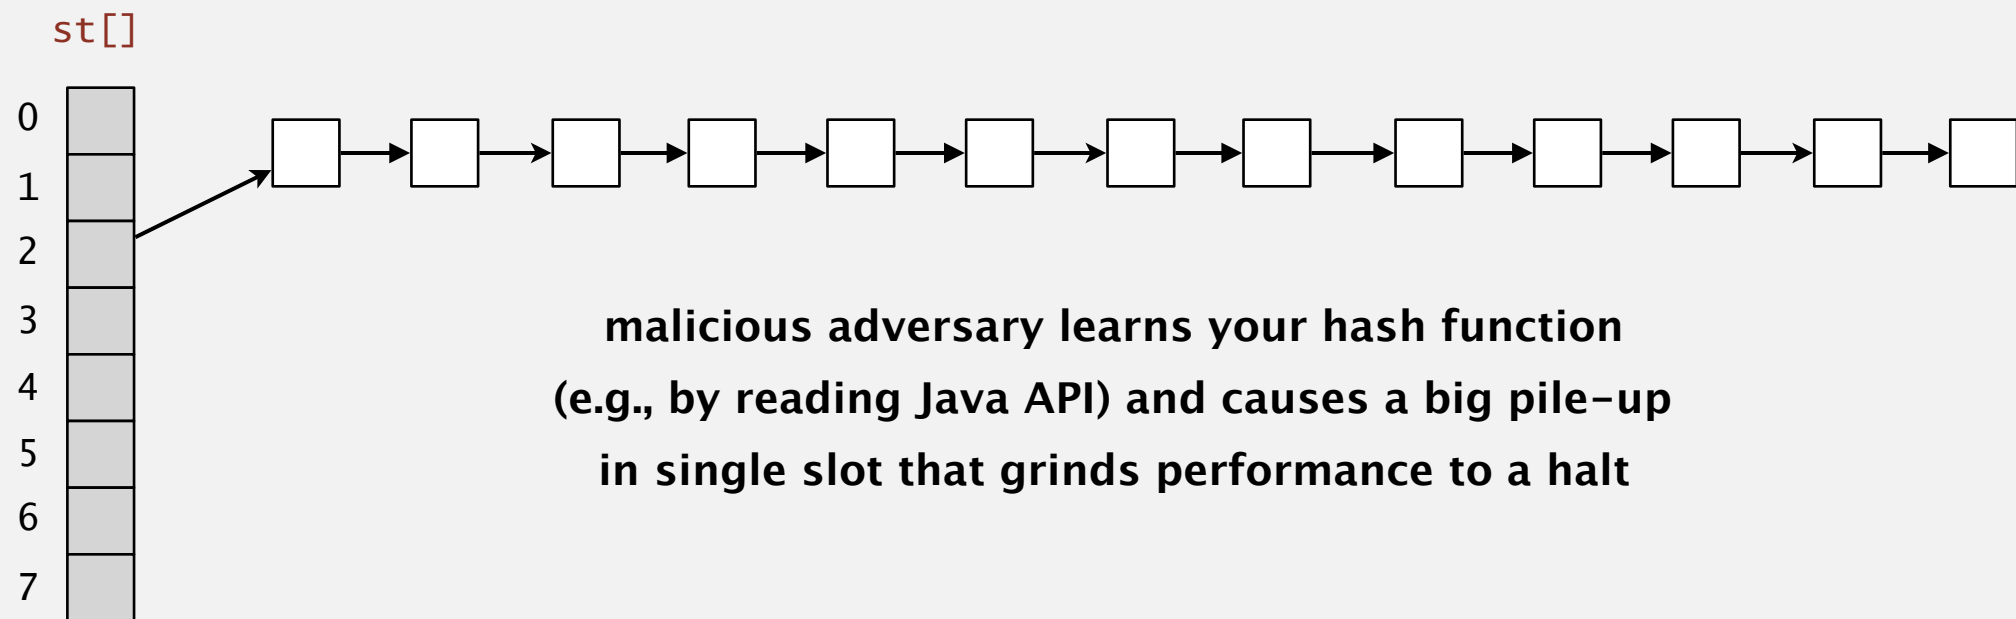 st[]
0
1
2
3
4
5
6
7
malicious adversary learns your hash function
(e.g., by reading Java API) and causes a big pile-up
in single slot that grinds performance to a halt